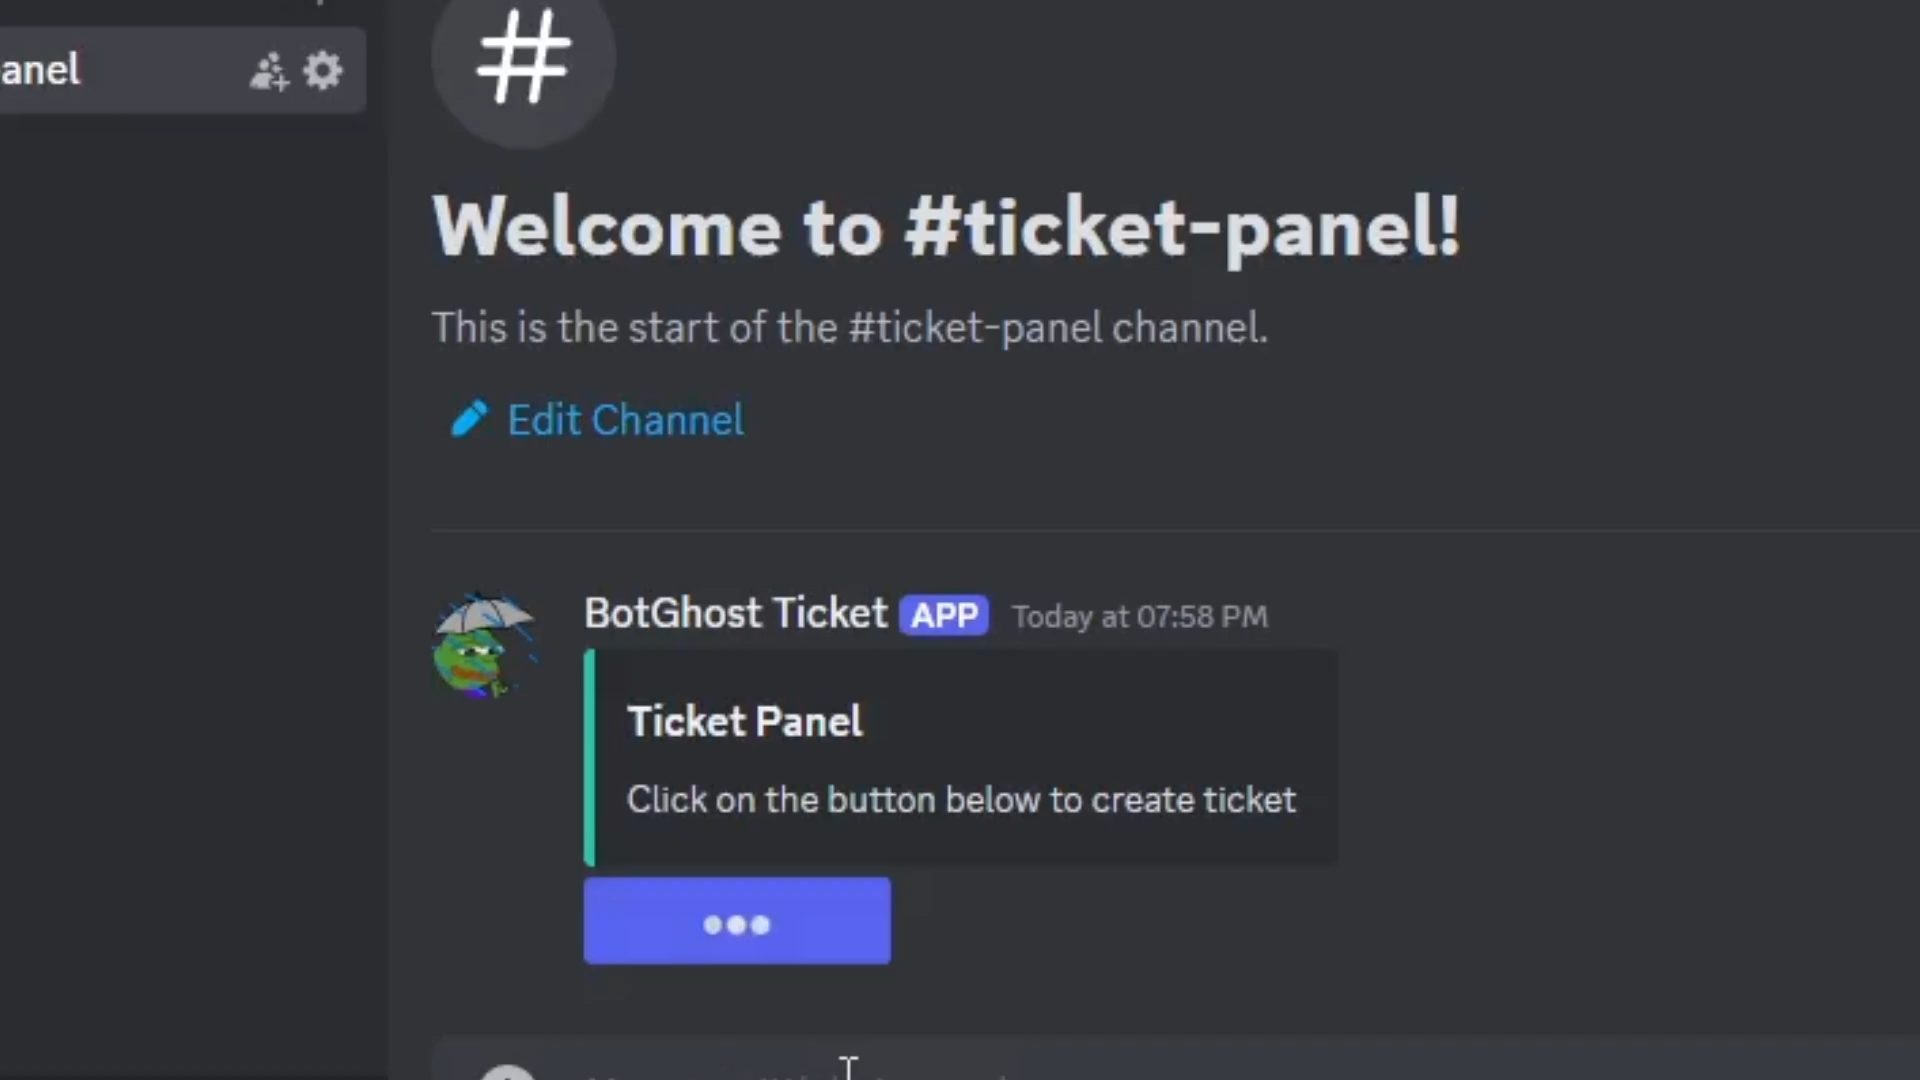 anel
Welcome to #ticket-panel!
This is the start of the #ticket-panel channel.
Edit Channel
BotGhost Ticket APP Today at 07:58 PM
Ticket Panel
Click on the button below to create ticket